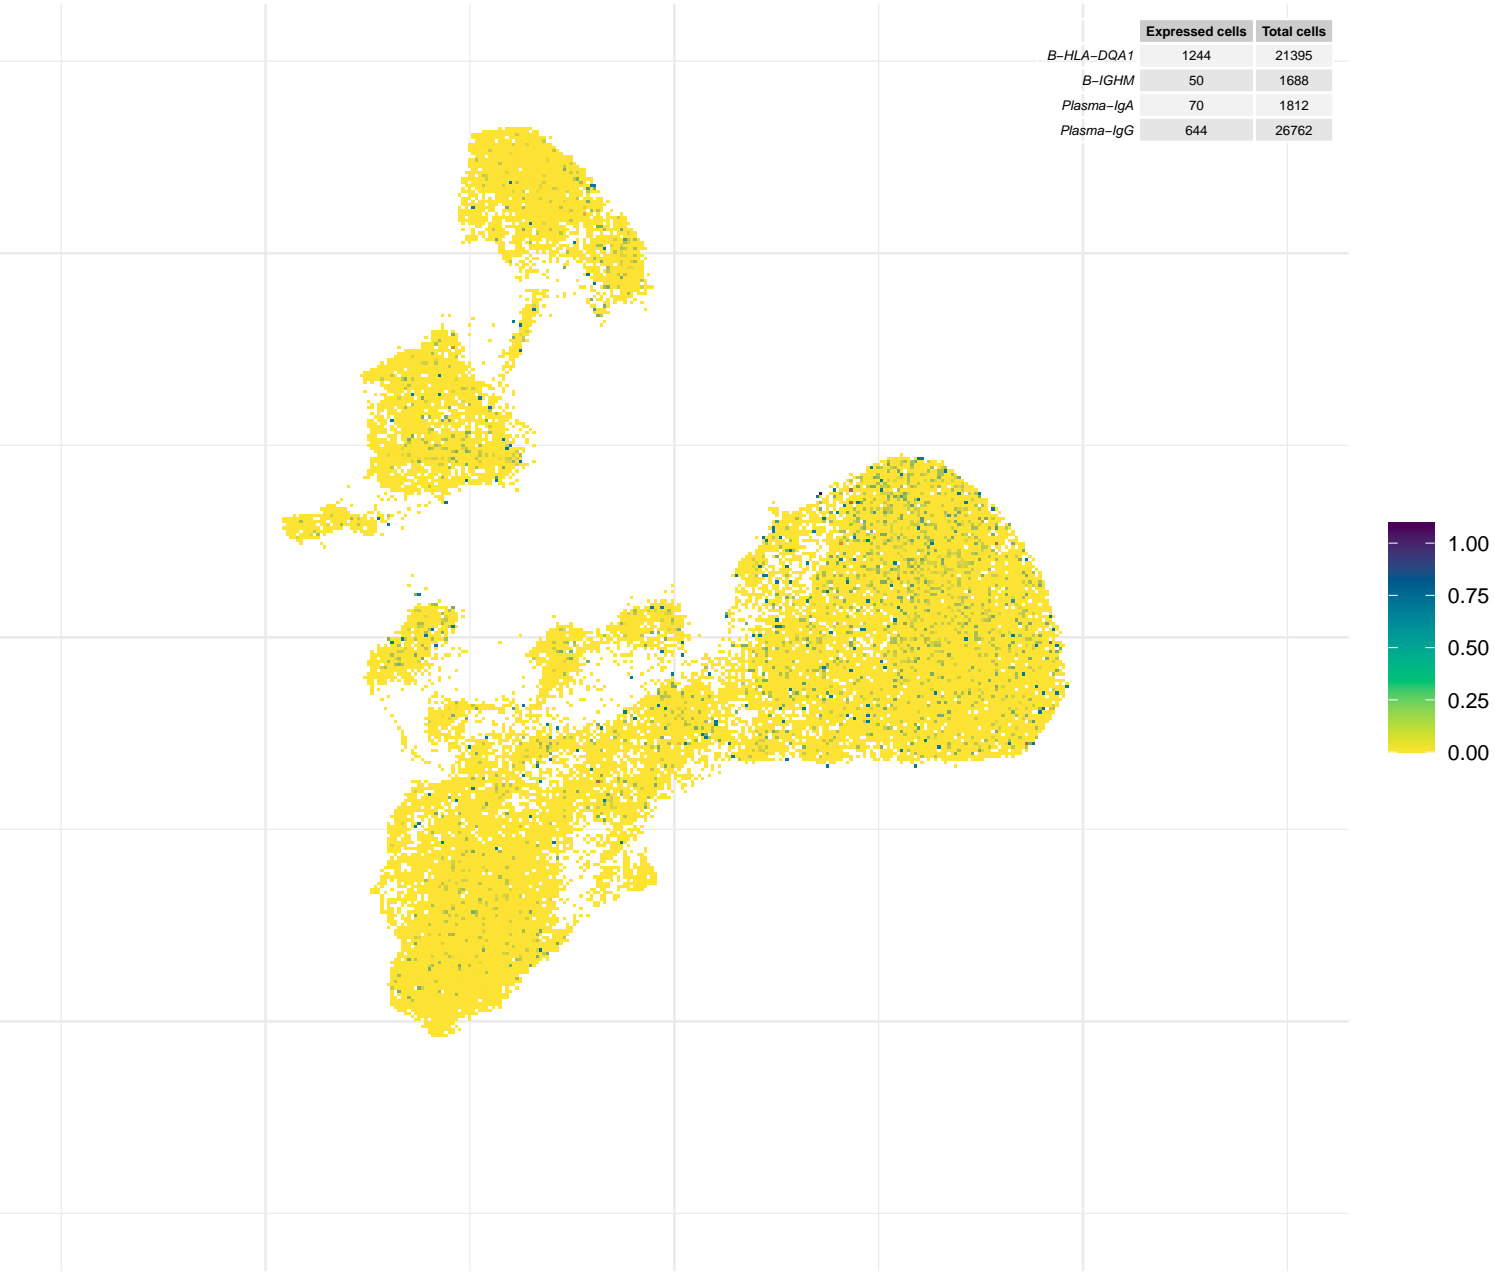 Expressed cells Total cells
B−HLA−DQA1 1244 21395
B−IGHM 50 1688
Plasma−IgA 70 1812
Plasma−IgG 644 26762
1.00
0.75
0.50
0.25
0.00